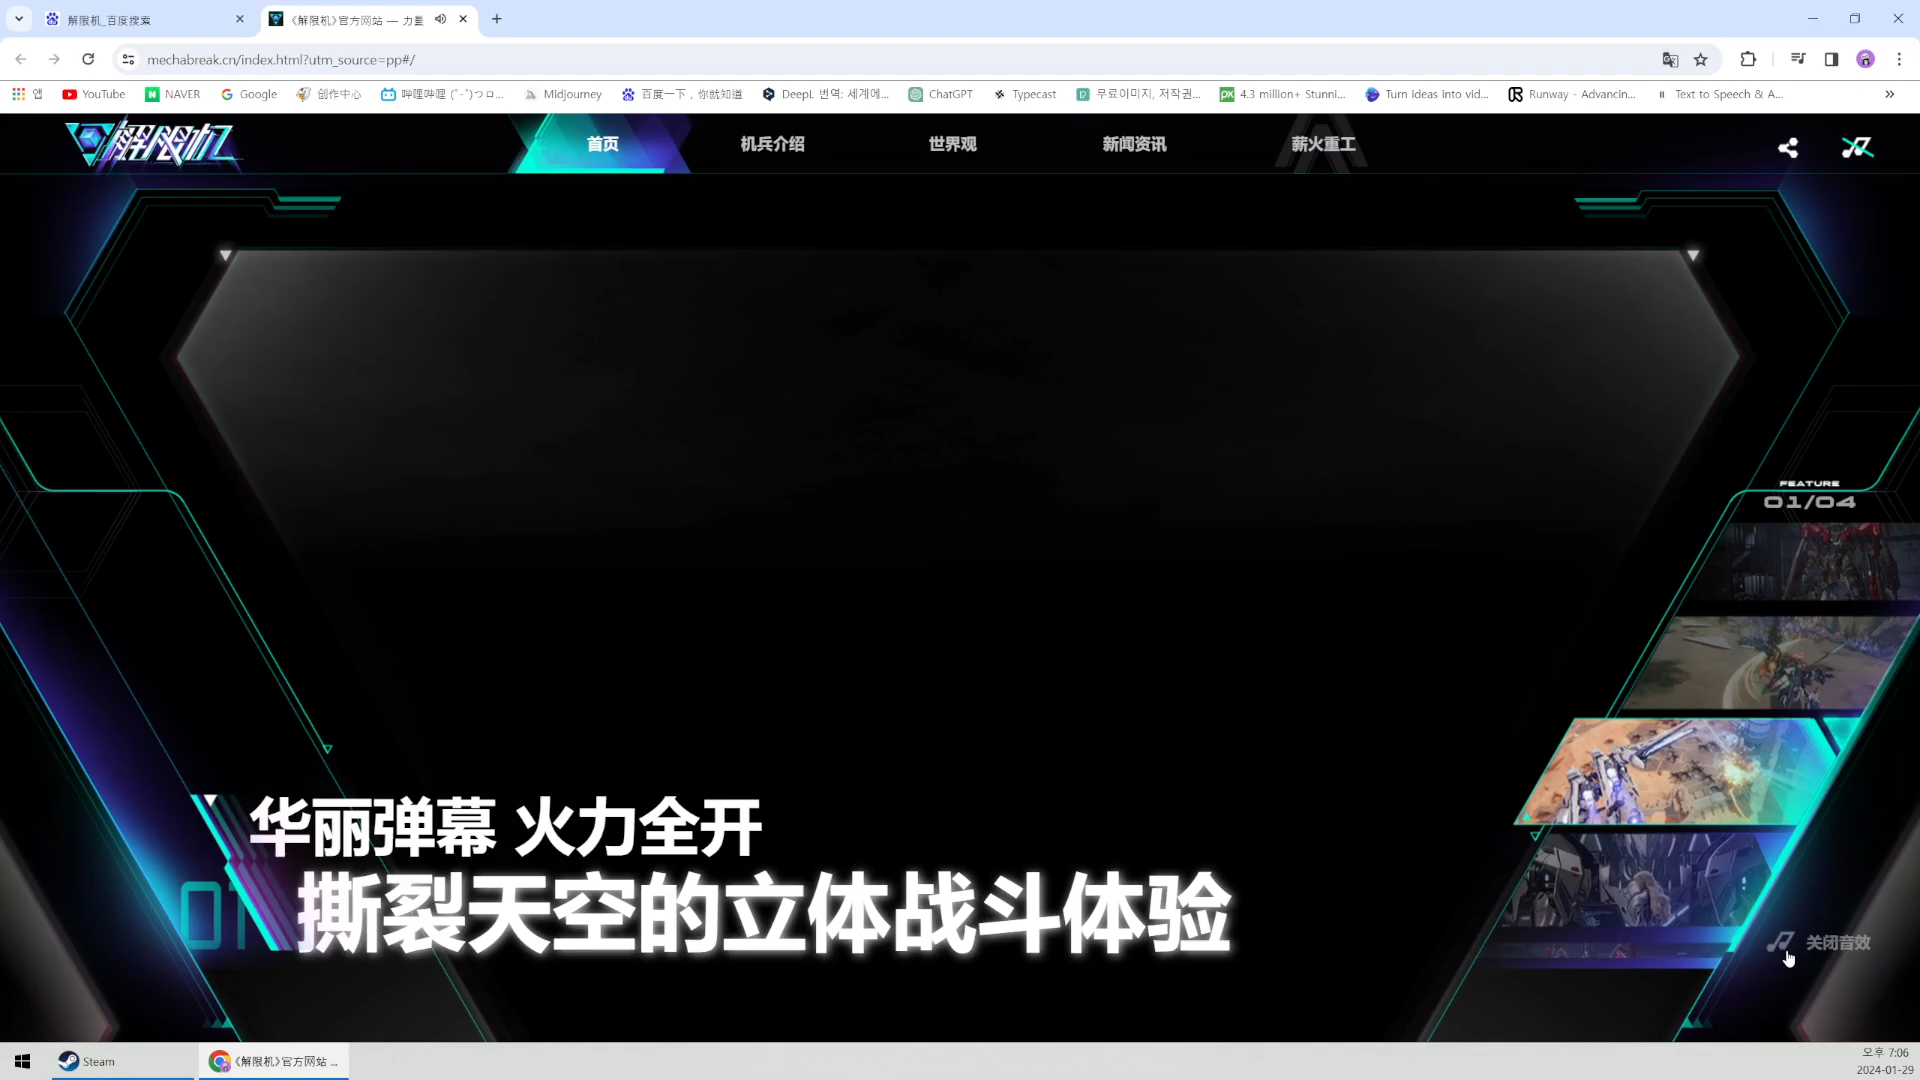 解限机_百度搜索
《解限机》官方网站 — 力量
mechabreak.cn/index.html?utm_source=pp#/
앱
YouTube
NAVER
Google
创作中心
哔哩哔哩 (゜-゜)つロ...
Midjourney
百度一下，你就知道
DeepL 번역: 세계에...
ChatGPT
Typecast
무료이미지, 저작권...
4.3 million+ Stunni...
Turn ideas into vid...
Runway - Advancin...
Text to Speech & A...
解限机
首页
机兵介绍
世界观
新闻资讯
薪火重工
FEATURE
01/04
华丽弹幕 火力全开
01
撕裂天空的立体战斗体验
关闭音效
Steam
《解限机》官方网站 ...
오후 7:06
2024-01-29